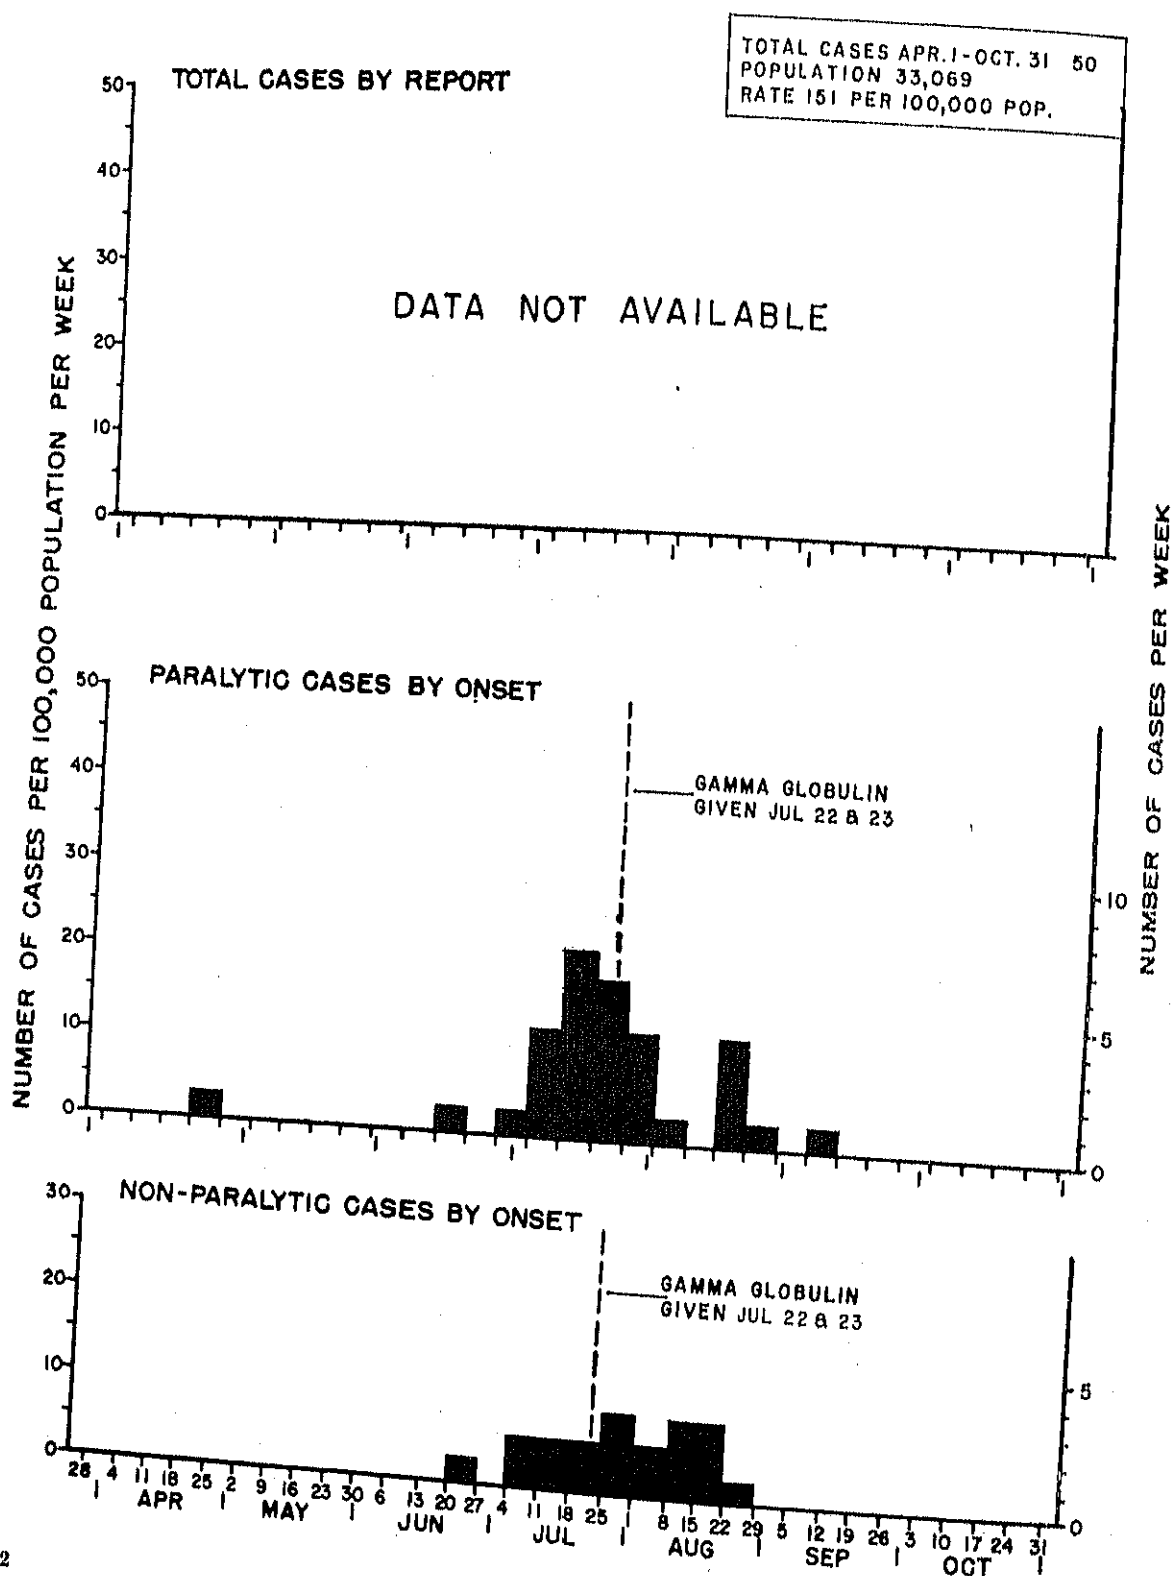 TOTAL CASES APR. 1-OCT. 31 50
POPULATION 33,069
RATE 151 PER 100,000 POP.
TOTAL CASES BY REPORT
50
40
30
20
10
0
DATA NOT AVAILABLE
NUMBER OF CASES PER 100,000 POPULATION PER WEEK
NUMBER OF CASES PER WEEK
PARALYTIC CASES BY ONSET
50
40
30
20
10
0
GAMMA GLOBULIN
GIVEN JUL 22 & 23
10
5
0
NON-PARALYTIC CASES BY ONSET
30
20
10
0
GAMMA GLOBULIN
GIVEN JUL 22 & 23
5
0
28 4 11 18 25 2 9 16 23 30 6 13 20 27 4 11 18 25 1 8 15 22 29 5 12 19 26 3 10 17 24 31
APR MAY JUN JUL AUG SEP OCT
2